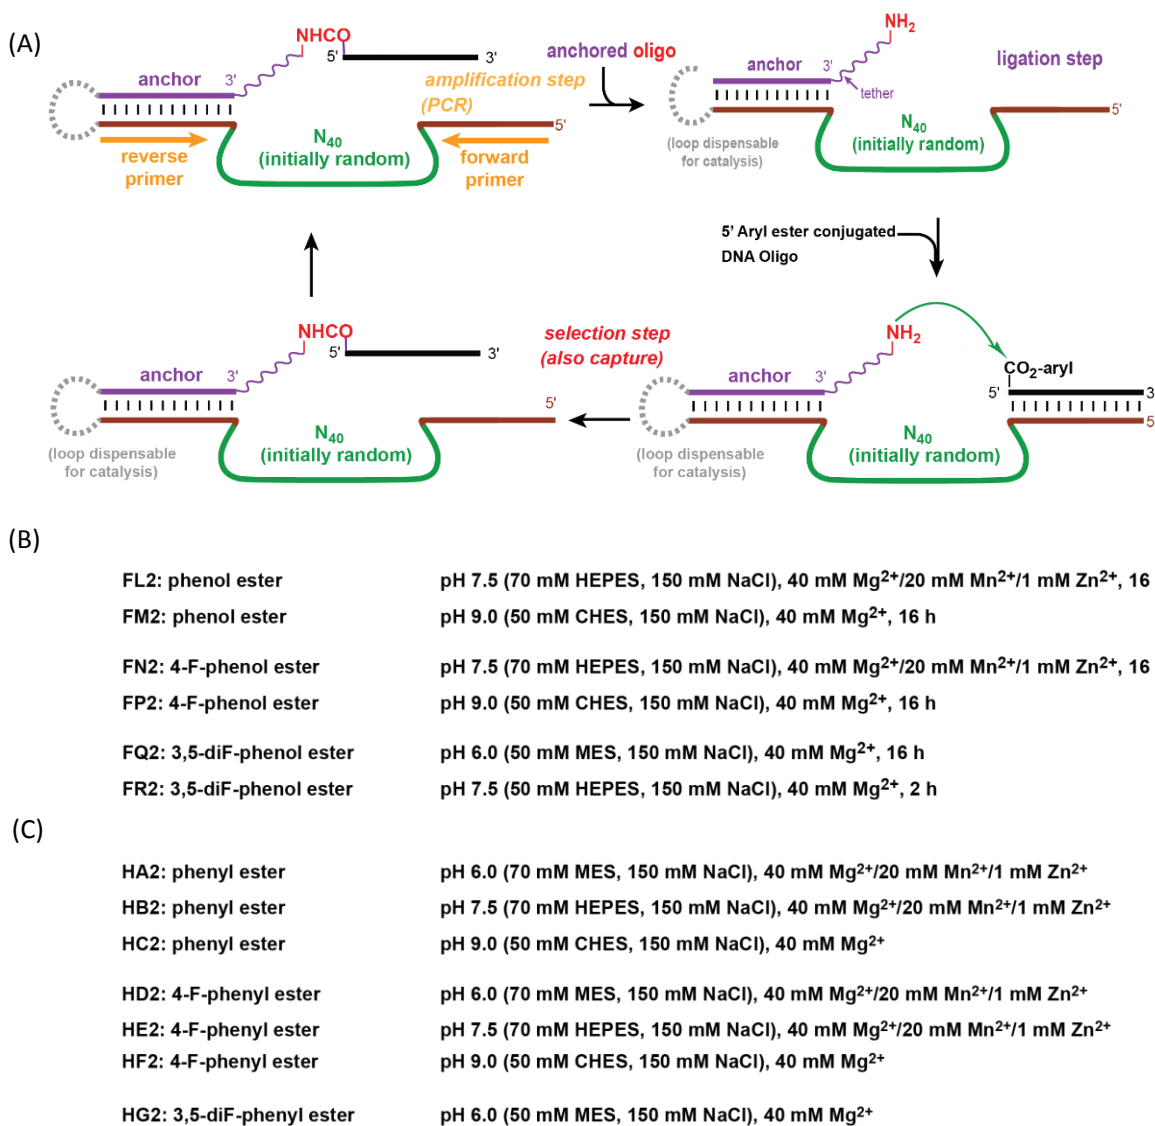 (A)
NHCO
5'
3'
anchor
3'
amplification step
(PCR)
5'
N40
(initially random)
reverse
primer
forward
primer
anchored oligo
NH2
anchor
3'
tether
ligation step
5'
(loop dispensable
for catalysis)
N40
(initially random)
5' Aryl ester conjugated
DNA Oligo
NHCO
5'
3'
anchor
3'
selection step
(also capture)
5'
(loop dispensable
for catalysis)
N40
(initially random)
NH2
CO2-aryl
anchor
3'
5'
3
5
(loop dispensable
for catalysis)
N40
(initially random)
(B)
FL2: phenol ester pH 7.5 (70 mM HEPES, 150 mM NaCl), 40 mM Mg2+/20 mM Mn2+/1 mM Zn2+, 16
FM2: phenol ester pH 9.0 (50 mM CHES, 150 mM NaCl), 40 mM Mg2+, 16 h
FN2: 4-F-phenol ester pH 7.5 (70 mM HEPES, 150 mM NaCl), 40 mM Mg2+/20 mM Mn2+/1 mM Zn2+, 16
FP2: 4-F-phenol ester pH 9.0 (50 mM CHES, 150 mM NaCl), 40 mM Mg2+, 16 h
FQ2: 3,5-diF-phenol ester pH 6.0 (50 mM MES, 150 mM NaCl), 40 mM Mg2+, 16 h
FR2: 3,5-diF-phenol ester pH 7.5 (50 mM HEPES, 150 mM NaCl), 40 mM Mg2+, 2 h
(C)
HA2: phenyl ester pH 6.0 (70 mM MES, 150 mM NaCl), 40 mM Mg2+/20 mM Mn2+/1 mM Zn2+
HB2: phenyl ester pH 7.5 (70 mM HEPES, 150 mM NaCl), 40 mM Mg2+/20 mM Mn2+/1 mM Zn2+
HC2: phenyl ester pH 9.0 (50 mM CHES, 150 mM NaCl), 40 mM Mg2+
HD2: 4-F-phenyl ester pH 6.0 (70 mM MES, 150 mM NaCl), 40 mM Mg2+/20 mM Mn2+/1 mM Zn2+
HE2: 4-F-phenyl ester pH 7.5 (70 mM HEPES, 150 mM NaCl), 40 mM Mg2+/20 mM Mn2+/1 mM Zn2+
HF2: 4-F-phenyl ester pH 9.0 (50 mM CHES, 150 mM NaCl), 40 mM Mg2+
HG2: 3,5-diF-phenyl ester pH 6.0 (50 mM MES, 150 mM NaCl), 40 mM Mg2+